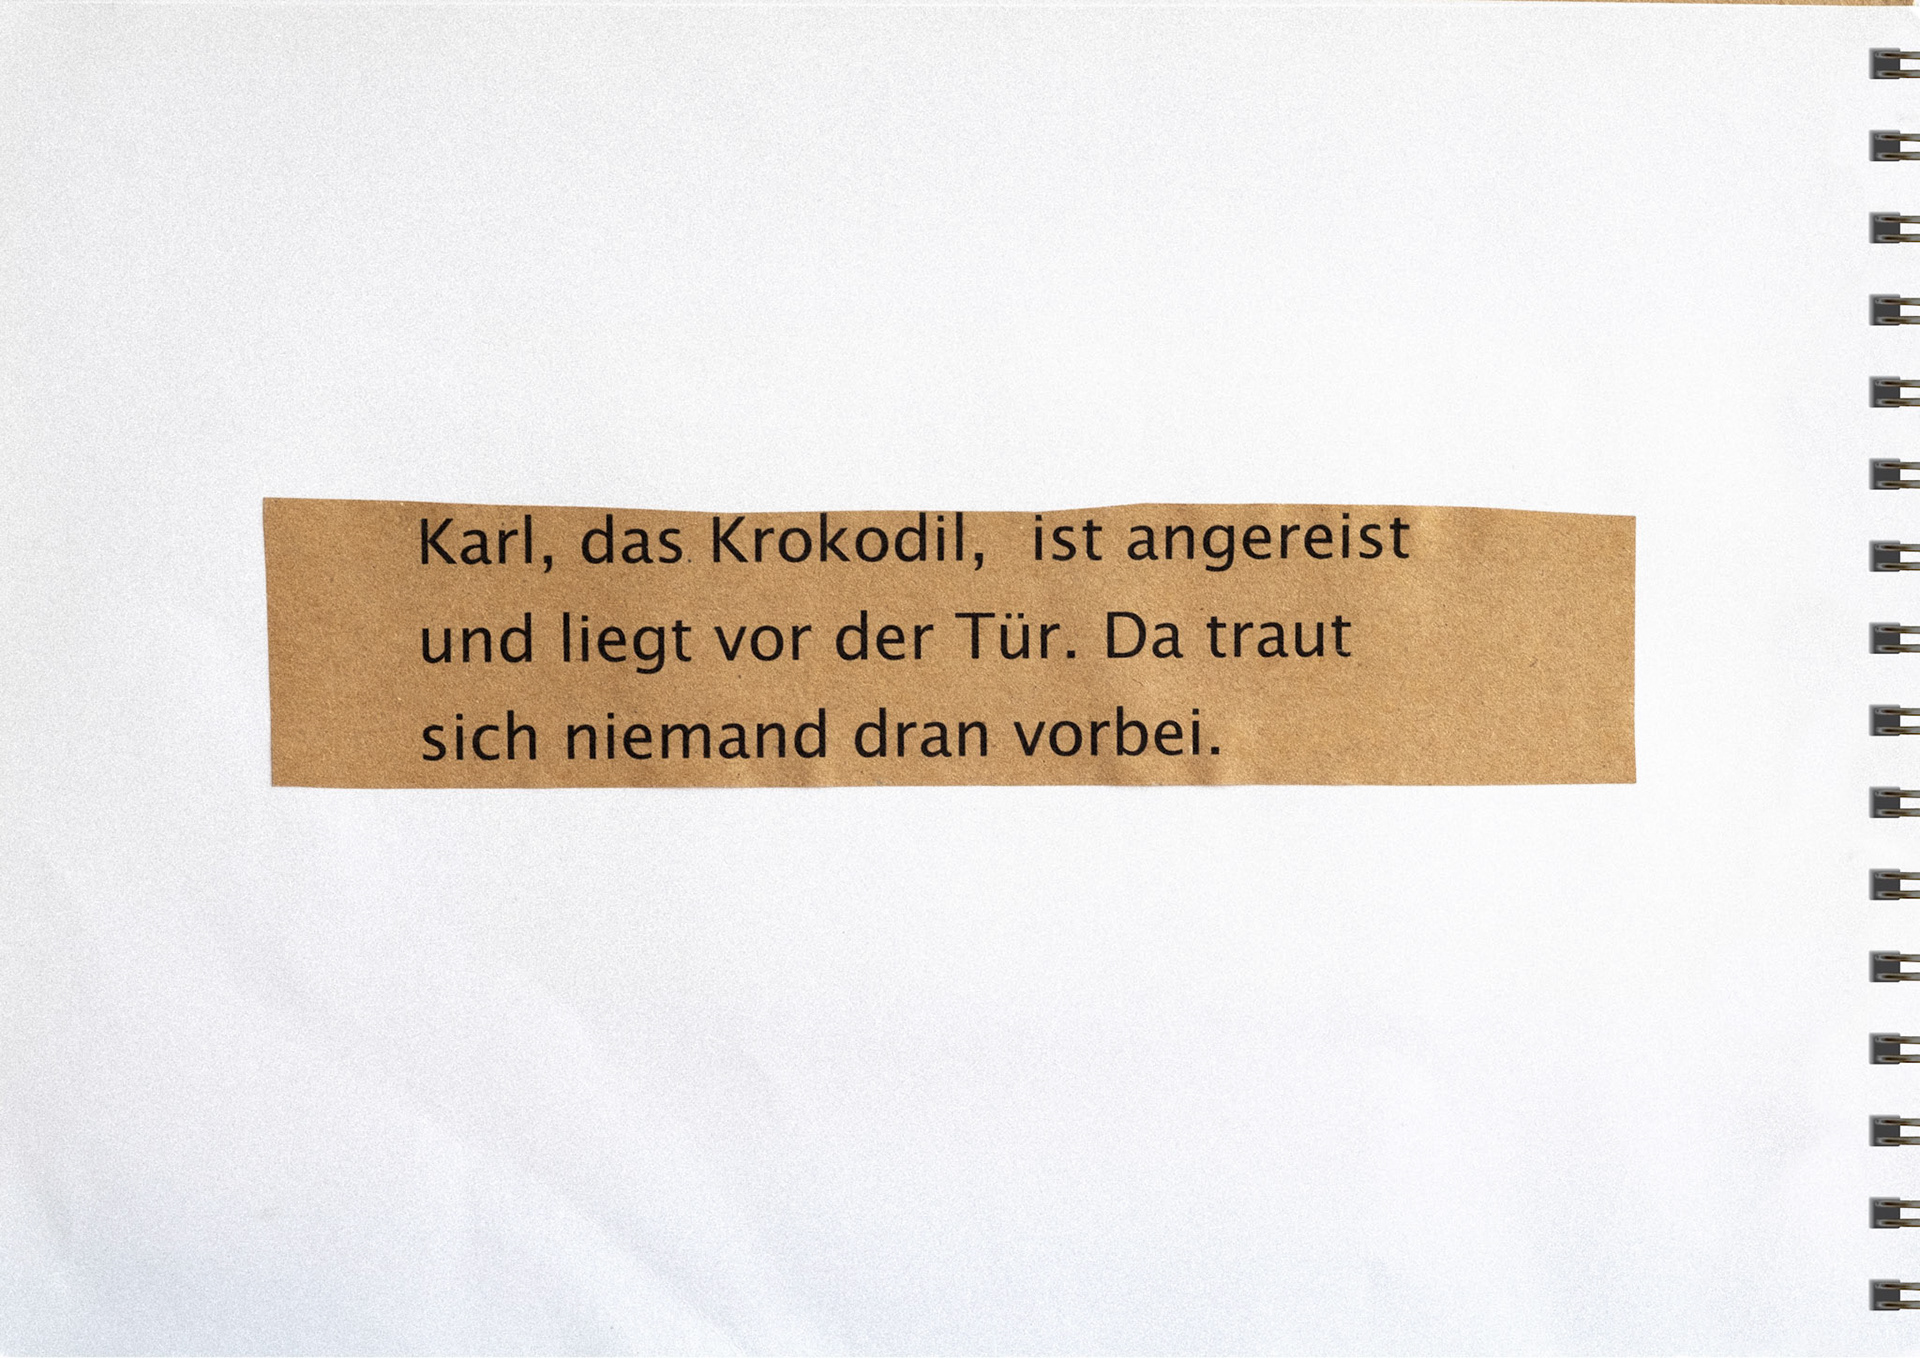 Karl, das Krokodil,  ist angereist
und liegt vor der Tür. Da traut
sich niemand dran vorbei.